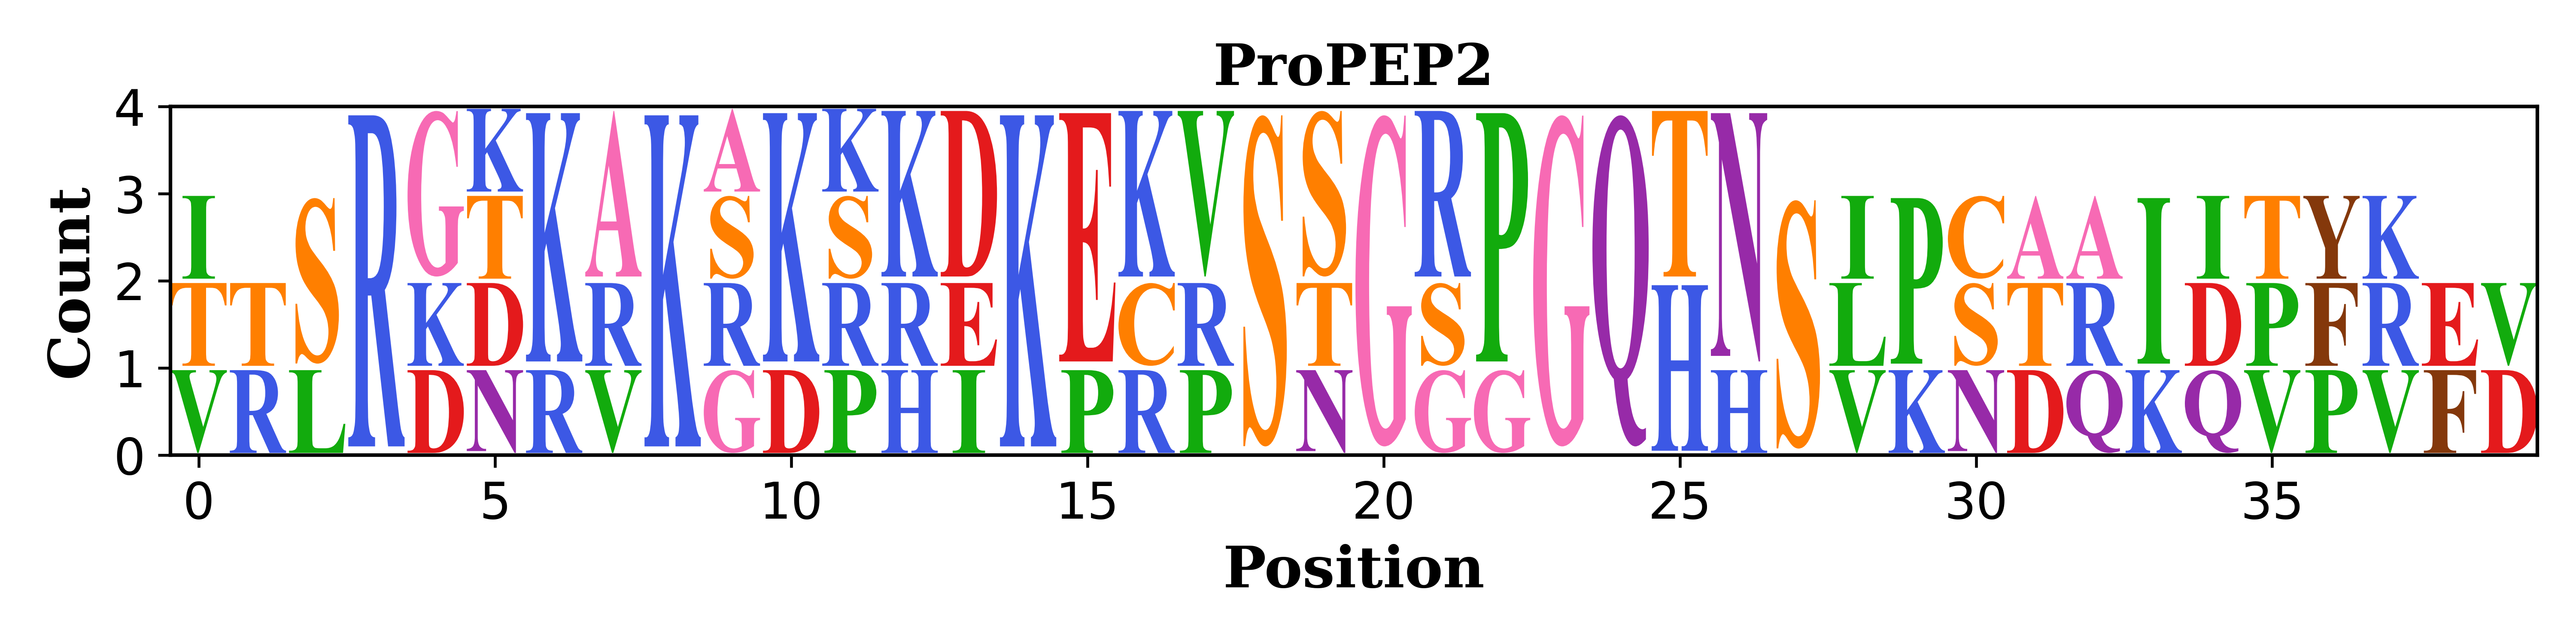 ProPEP2
4
3
2
1
0
Count
I K A K K D K E K V S S G R P G Q T N I P C A A I I T Y K
T T S R G T K A K S K S K D K E K V S S G R P G Q T N S I P C A A I I T Y K
T T S R K D K R K R K R R E K E C R S T G S P G Q H N S L P S T R I D P F R E V
V R L R D N R V K G D P H I K P R P S N G G G G Q H H S V K N D Q K Q V P V F D
0 5 10 15 20 25 30 35
Position